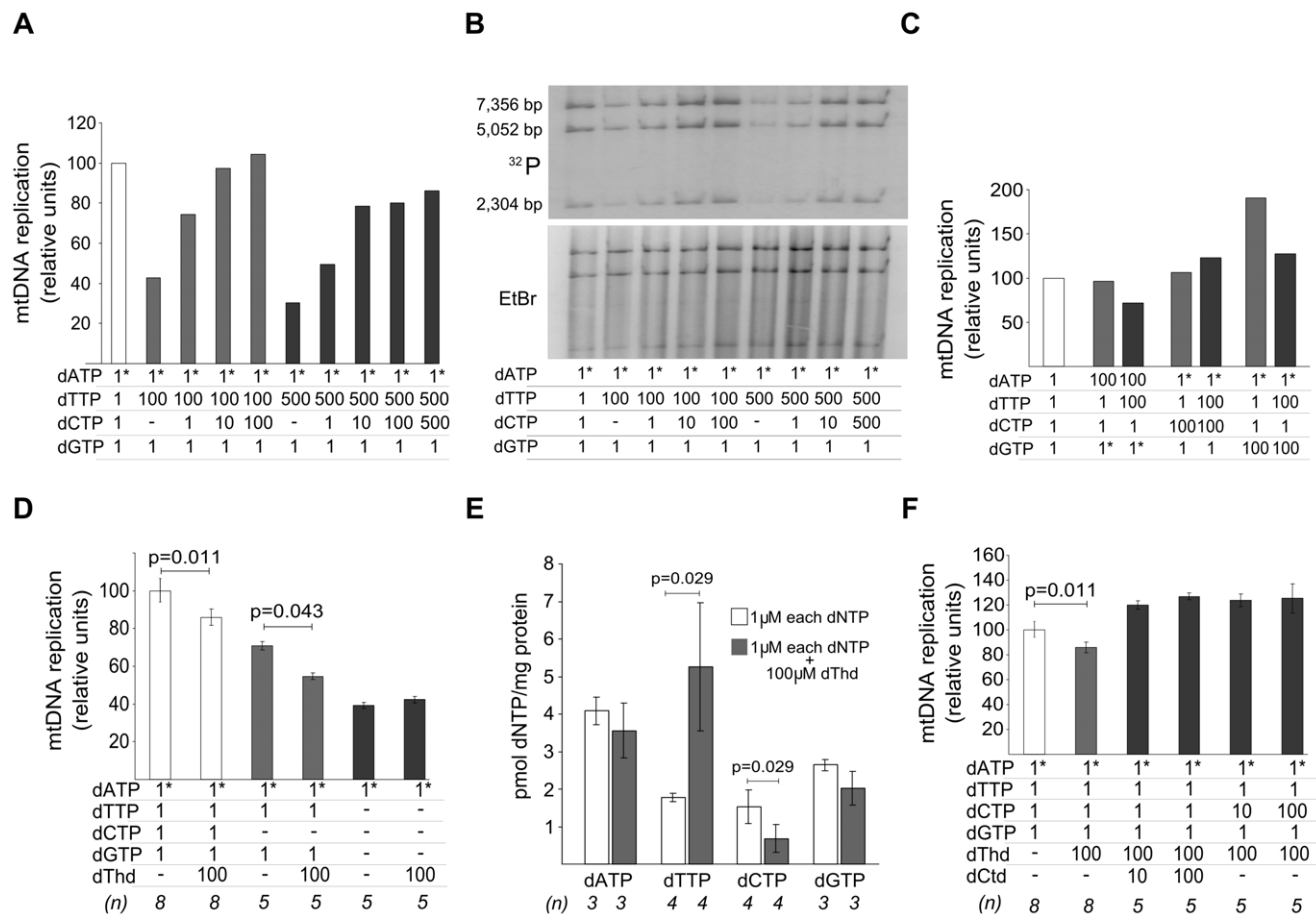 A
mtDNA replication
(relative units)
120
100
80
60
40
20
dATP 1* 1* 1* 1* 1* 1* 1* 1* 1*
dTTP 1 100 100 100 100 500 500 500 500 500
dCTP 1 - 1 10 100 - 1 10 100 500
dGTP 1 1 1 1 1 1 1 1 1 1
B
7,356 bp
5,052 bp
32P
2,304 bp
EtBr
dATP 1* 1* 1* 1* 1* 1* 1* 1* 1*
dTTP 1 100 100 100 100 500 500 500 500
dCTP 1 - 1 10 100 - 1 10 500
dGTP 1 1 1 1 1 1 1 1 1
C
mtDNA replication
(relative units)
200
150
100
50
dATP 1 100 100 1* 1* 1* 1*
dTTP 1 1 100 1 100 1 100
dCTP 1 1 1 100 100 1 1
dGTP 1 1* 1* 1 1 100 100
D
mtDNA replication
(relative units)
100
80
60
40
20
p=0.011
p=0.043
dATP 1* 1* 1* 1* 1* 1*
dTTP 1 1 1 1 - -
dCTP 1 1 - - - -
dGTP 1 1 1 1 - -
dThd - 100 - 100 - 100
(n) 8 8 5 5 5 5
E
pmol dNTP/mg protein
8
7
6
5
4
3
2
1
p=0.029
p=0.029
1µM each dNTP
1µM each dNTP
+
100µM dThd
dATP dTTP dCTP dGTP
(n) 3 3 4 4 4 4 3 3
F
mtDNA replication
(relative units)
160
140
120
100
80
60
40
20
p=0.011
dATP 1* 1* 1* 1* 1* 1*
dTTP 1 1 1 1 1 1
dCTP 1 1 1 1 10 100
dGTP 1 1 1 1 1 1
dThd - 100 100 100 100 100
dCtd - - 10 100 - -
(n) 8 8 5 5 5 5